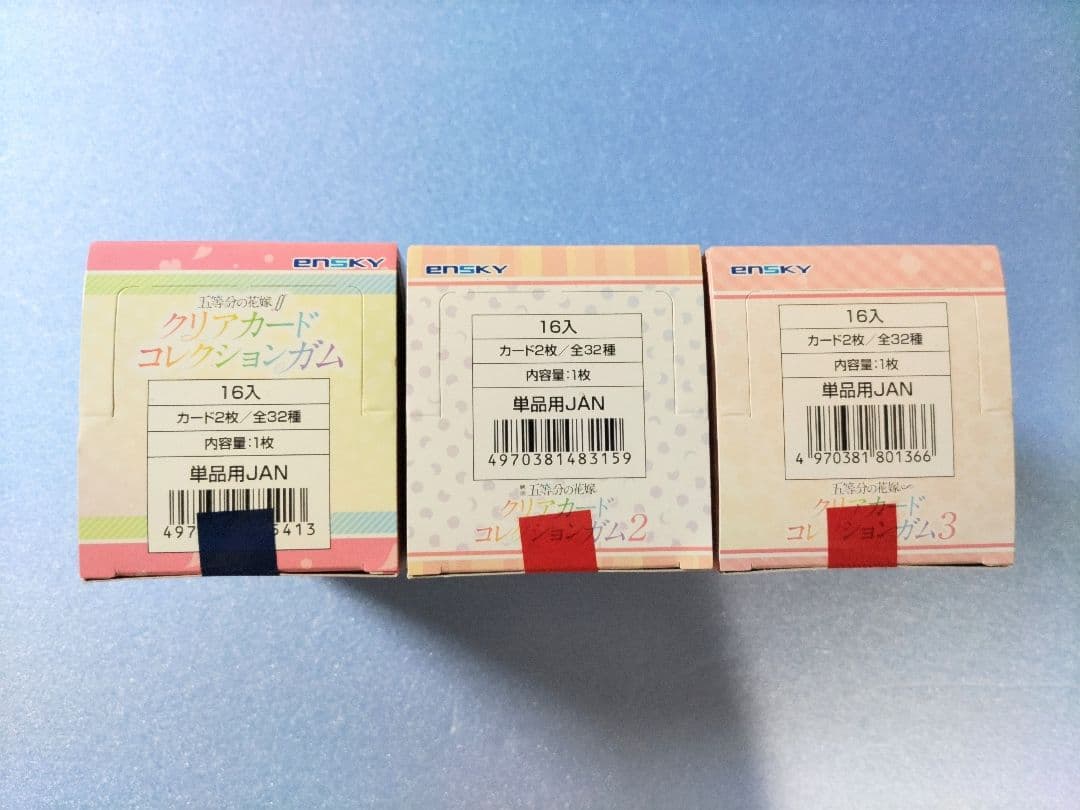 ensky
五等分の花嫁∬
クリアカード
コレクションガム
16入
カード2枚/全32種
内容量:1枚
単品用JAN
ensky
16入
カード2枚/全32種
内容量:1枚
単品用JAN
4970381483159
映画 五等分の花嫁
クリアカード
コレクションガム2
ensky
16入
カード2枚/全32種
内容量:1枚
単品用JAN
4 970381 801366
五等分の花嫁∽
クリアカード
コレクションガム3